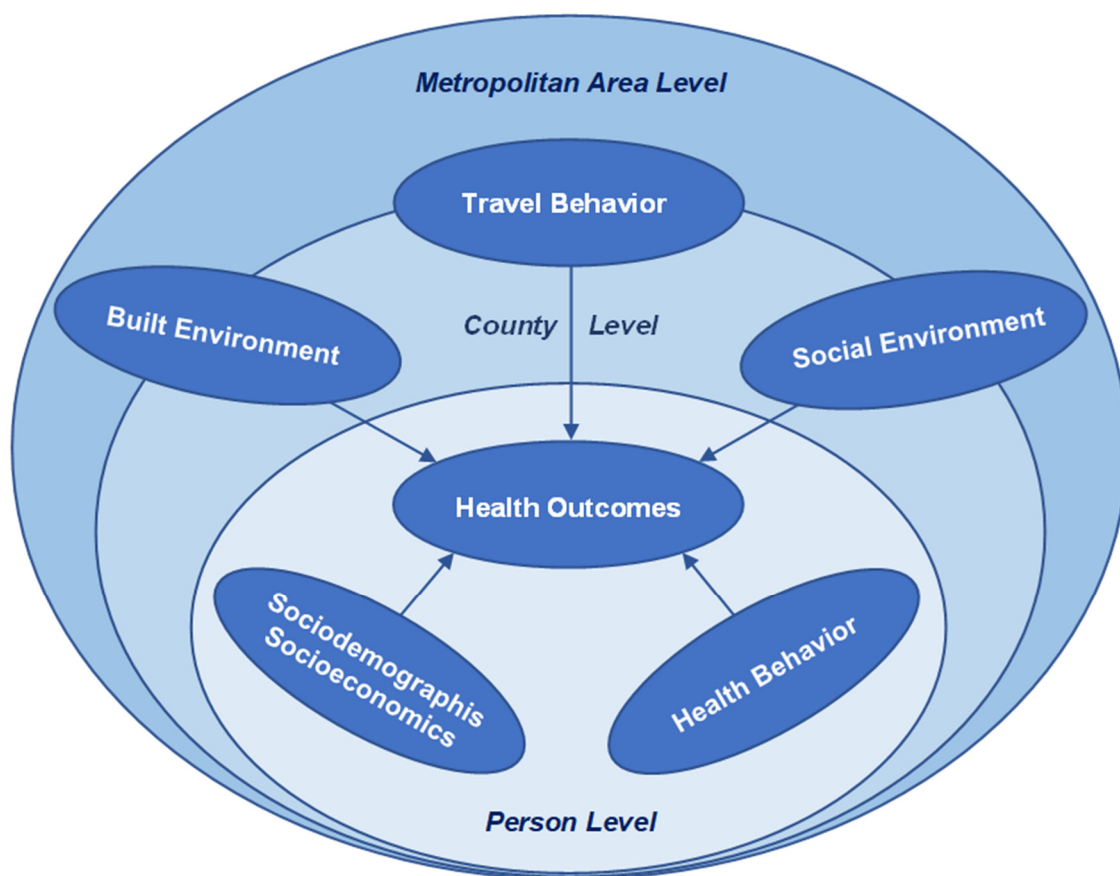 Metropolitan Area Level
Travel Behavior
Built Environment
County Level
Social Environment
Health Outcomes
Sociodemographis
Socioeconomics
Health Behavior
Person Level